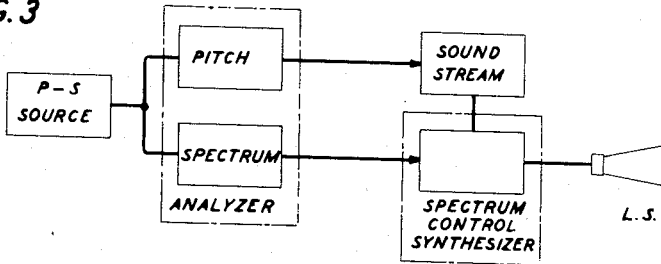 G. 3
P-S
SOURCE
PITCH
SPECTRUM
ANALYZER
SOUND
STREAM
SPECTRUM
CONTROL
SYNTHESIZER
L.S.